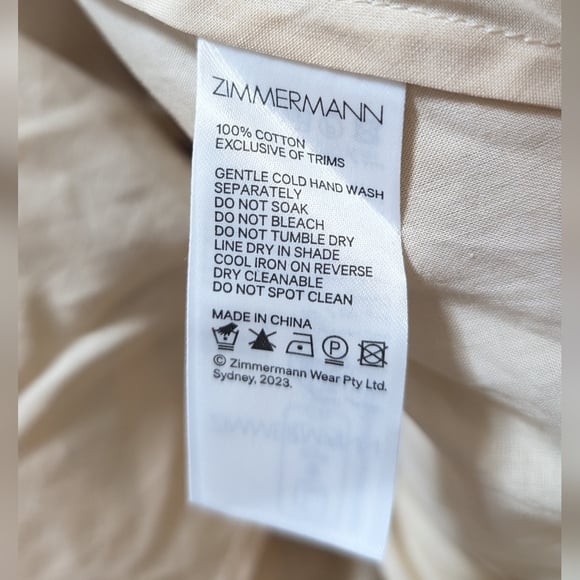 ZIMMERMANN
100% COTTON
EXCLUSIVE OF TRIMS
GENTLE COLD HAND WASH
SEPARATELY
DO NOT SOAK
DO NOT BLEACH
DO NOT TUMBLE DRY
LINE DRY IN SHADE
COOL IRON ON REVERSE
DRY CLEANABLE
DO NOT SPOT CLEAN
MADE IN CHINA
P
© Zimmermann Wear Pty Ltd.
Sydney, 2023.